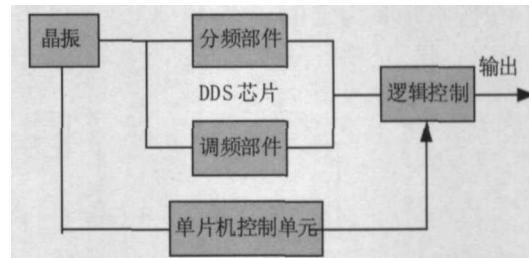 晶振
分频部件
DDS芯片
调频部件
逻辑控制
输出
单片机控制单元